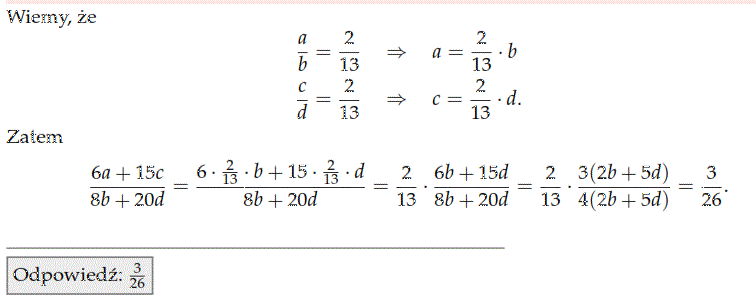 Wiemy, że
a/b = 2/13 ⇒ a = 2/13 · b
c/d = 2/13 ⇒ c = 2/13 · d.
Zatem
(6a + 15c)/(8b + 20d) = (6 · 2/13 · b + 15 · 2/13 · d)/(8b + 20d) = 2/13 · (6b + 15d)/(8b + 20d) = 2/13 · 3(2b + 5d)/4(2b + 5d) = 3/26.
Odpowiedź: 3/26